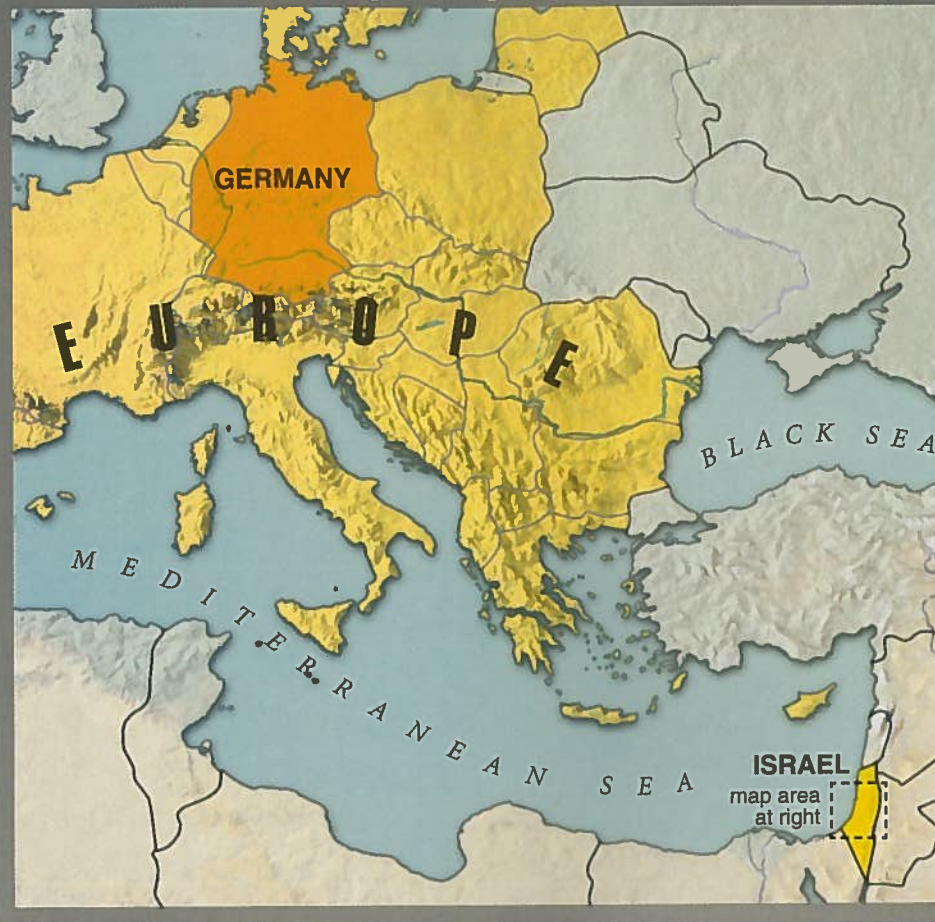 GERMANY
EUROPE
BLACK SEA
MEDITERRANEAN SEA
ISRAEL
map area
at right